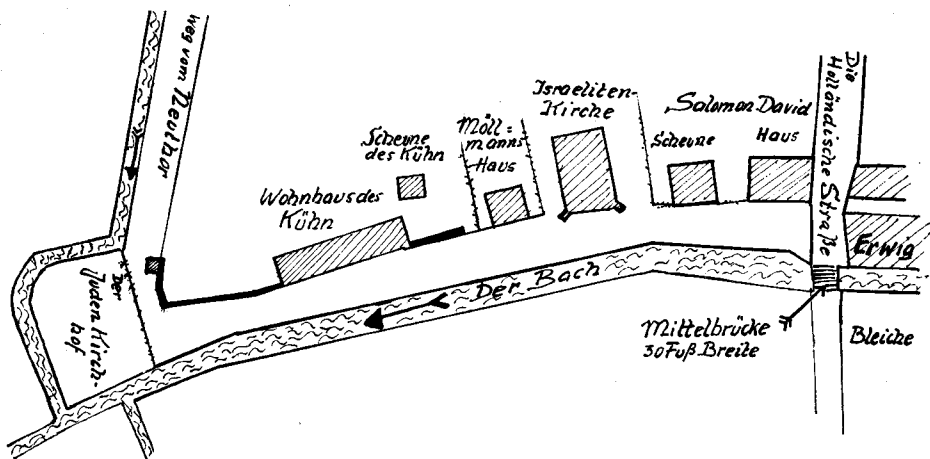 Weg vom Neuthor
Scheune
des Kühn
Möll=
manns
Haus
Israeliten-
Kirche
Salomon David
Scheune
Haus
Die
Holländische Straße
Wohnhaus des
Kühn
Erwig
Der
Juden Kirch-
hof
Der Bach
Mittelbrücke
30 Fuß. Breite
Bleiche